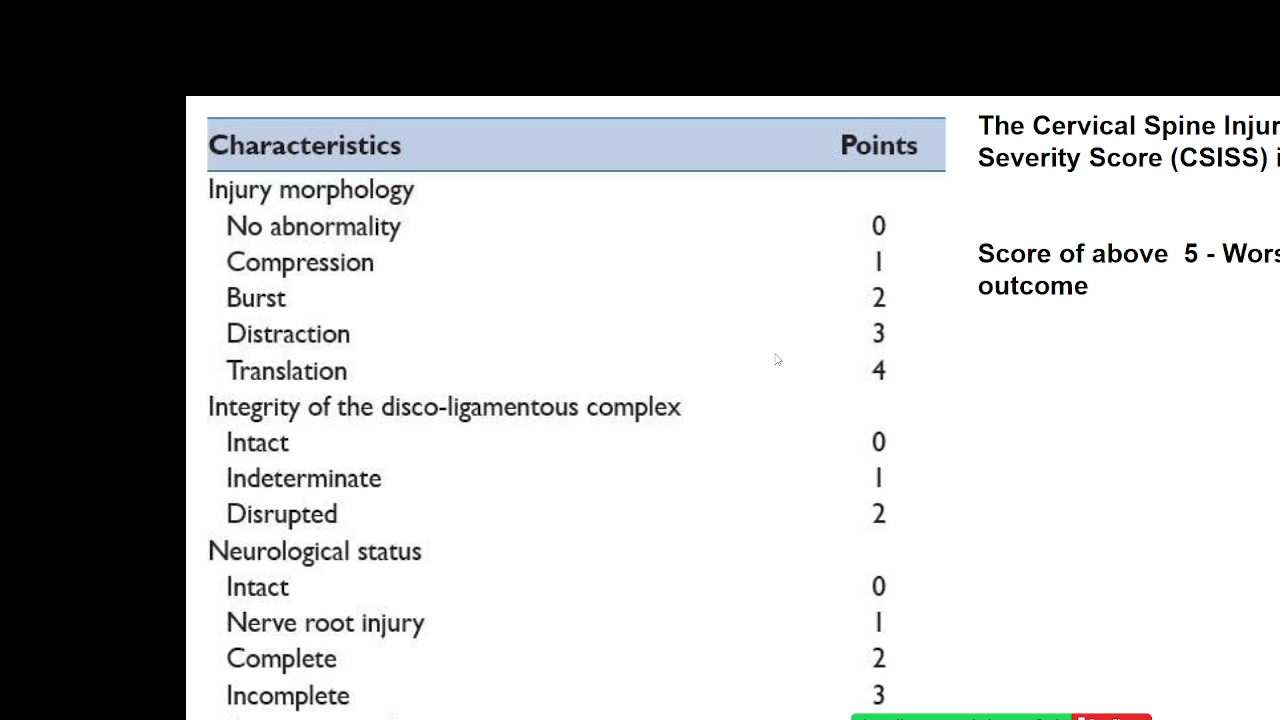 Characteristics Points
Injury morphology
No abnormality 0
Compression 1
Burst 2
Distraction 3
Translation 4
Integrity of the disco-ligamentous complex
Intact 0
Indeterminate 1
Disrupted 2
Neurological status
Intact 0
Nerve root injury 1
Complete 2
Incomplete 3
The Cervical Spine Injur
Severity Score (CSISS) i
Score of above 5 - Wors
outcome